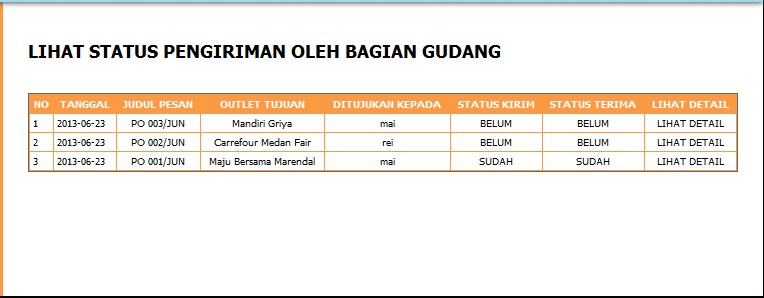 LIHAT STATUS PENGIRIMAN OLEH BAGIAN GUDANG
NO TANGGAL JUDUL PESAN OUTLET TUJUAN DITUJUKAN KEPADA STATUS KIRIM STATUS TERIMA LIHAT DETAIL
1 2013-06-23 PO 003/JUN Mandiri Griya mai BELUM BELUM LIHAT DETAIL
2 2013-06-23 PO 002/JUN Carrefour Medan Fair rei BELUM BELUM LIHAT DETAIL
3 2013-06-23 PO 001/JUN Maju Bersama Marendal mai SUDAH SUDAH LIHAT DETAIL